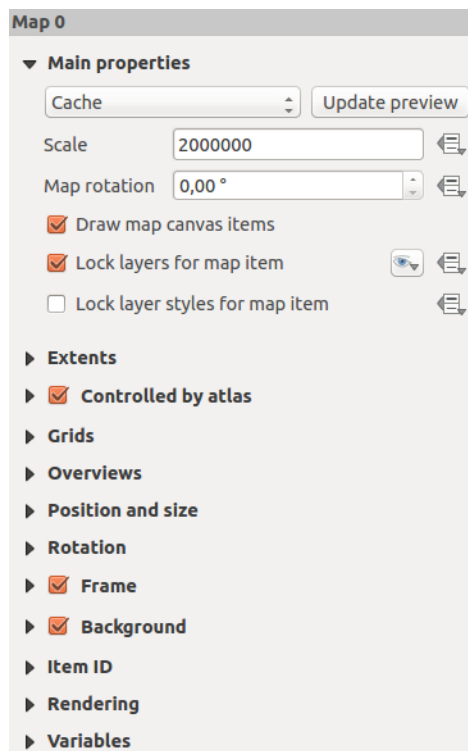 Map 0
Main properties
Cache Update preview
Scale 2000000
Map rotation 0,00 °
Draw map canvas items
Lock layers for map item
Lock layer styles for map item
Extents
Controlled by atlas
Grids
Overviews
Position and size
Rotation
Frame
Background
Item ID
Rendering
Variables